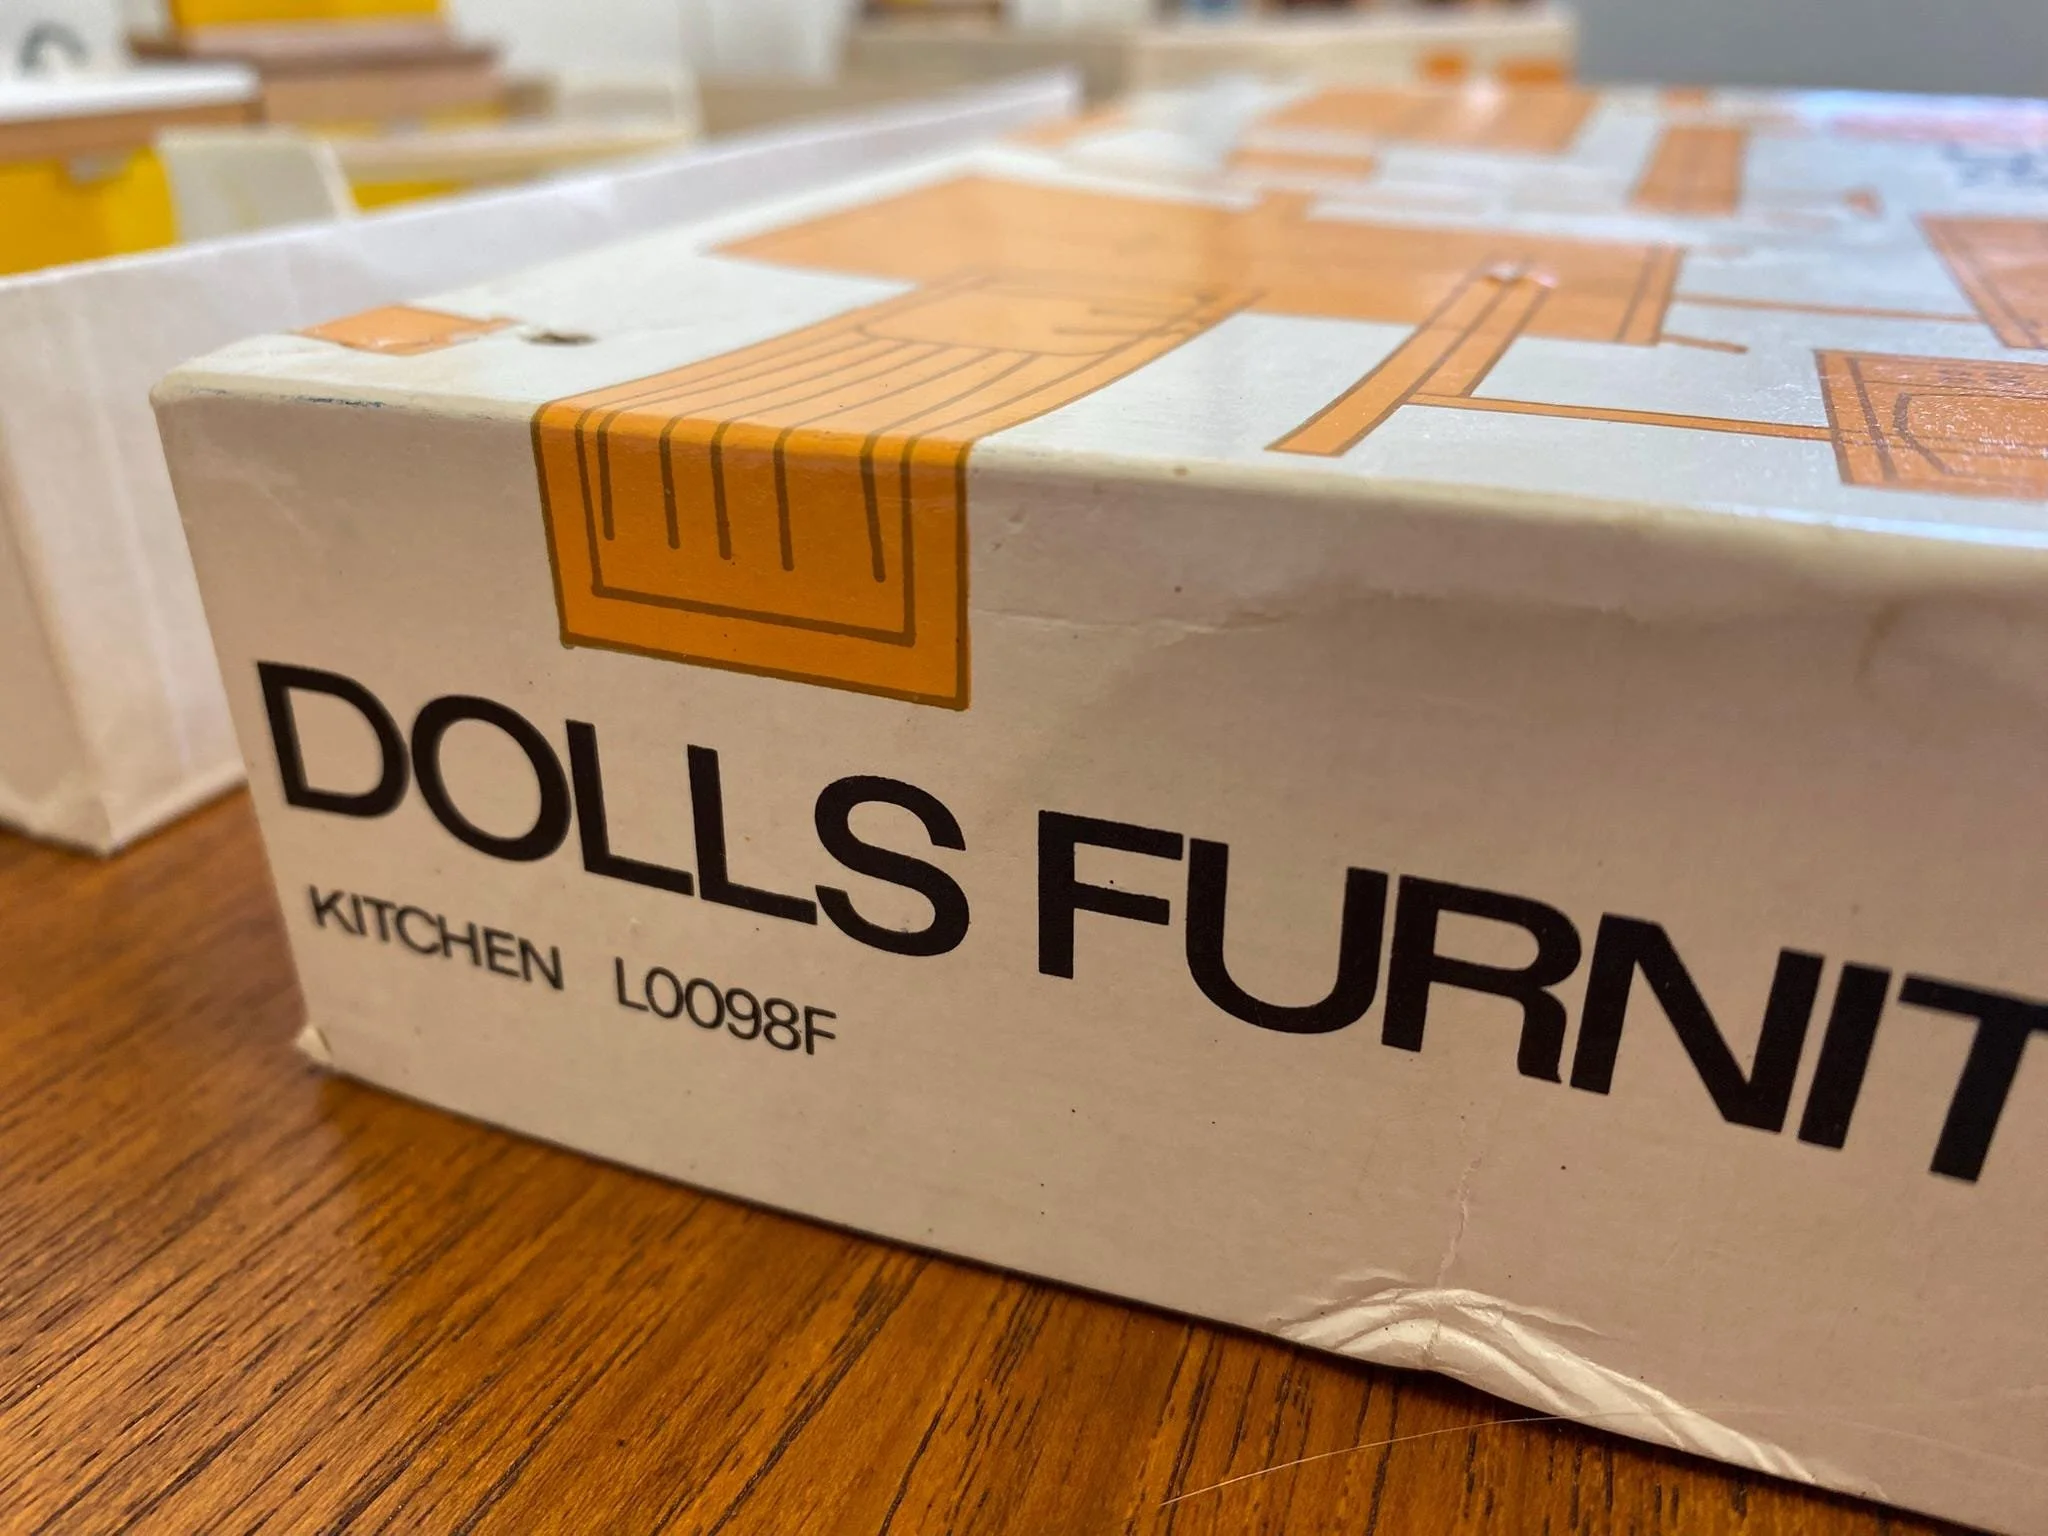 DOLLS FURNIT
KITCHEN L0098F